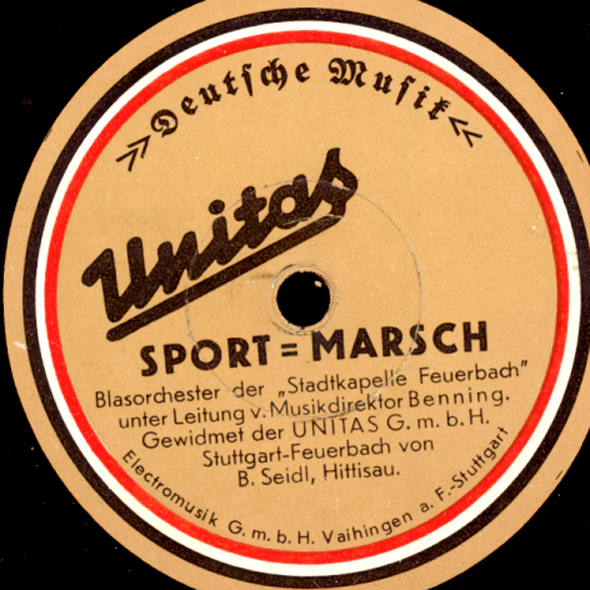 »Deutsche Musik«
Unitas
SPORT=MARSCH
Blasorchester der „Stadtkapelle Feuerbach”
unter Leitung v. Musikdirektor Benning.
Gewidmet der UNITAS G. m. b. H.
Stuttgart-Feuerbach von
B. Seidl, Hittisau.
Electromusik G. m. b. H. Vaihingen a. F.-Stuttgart